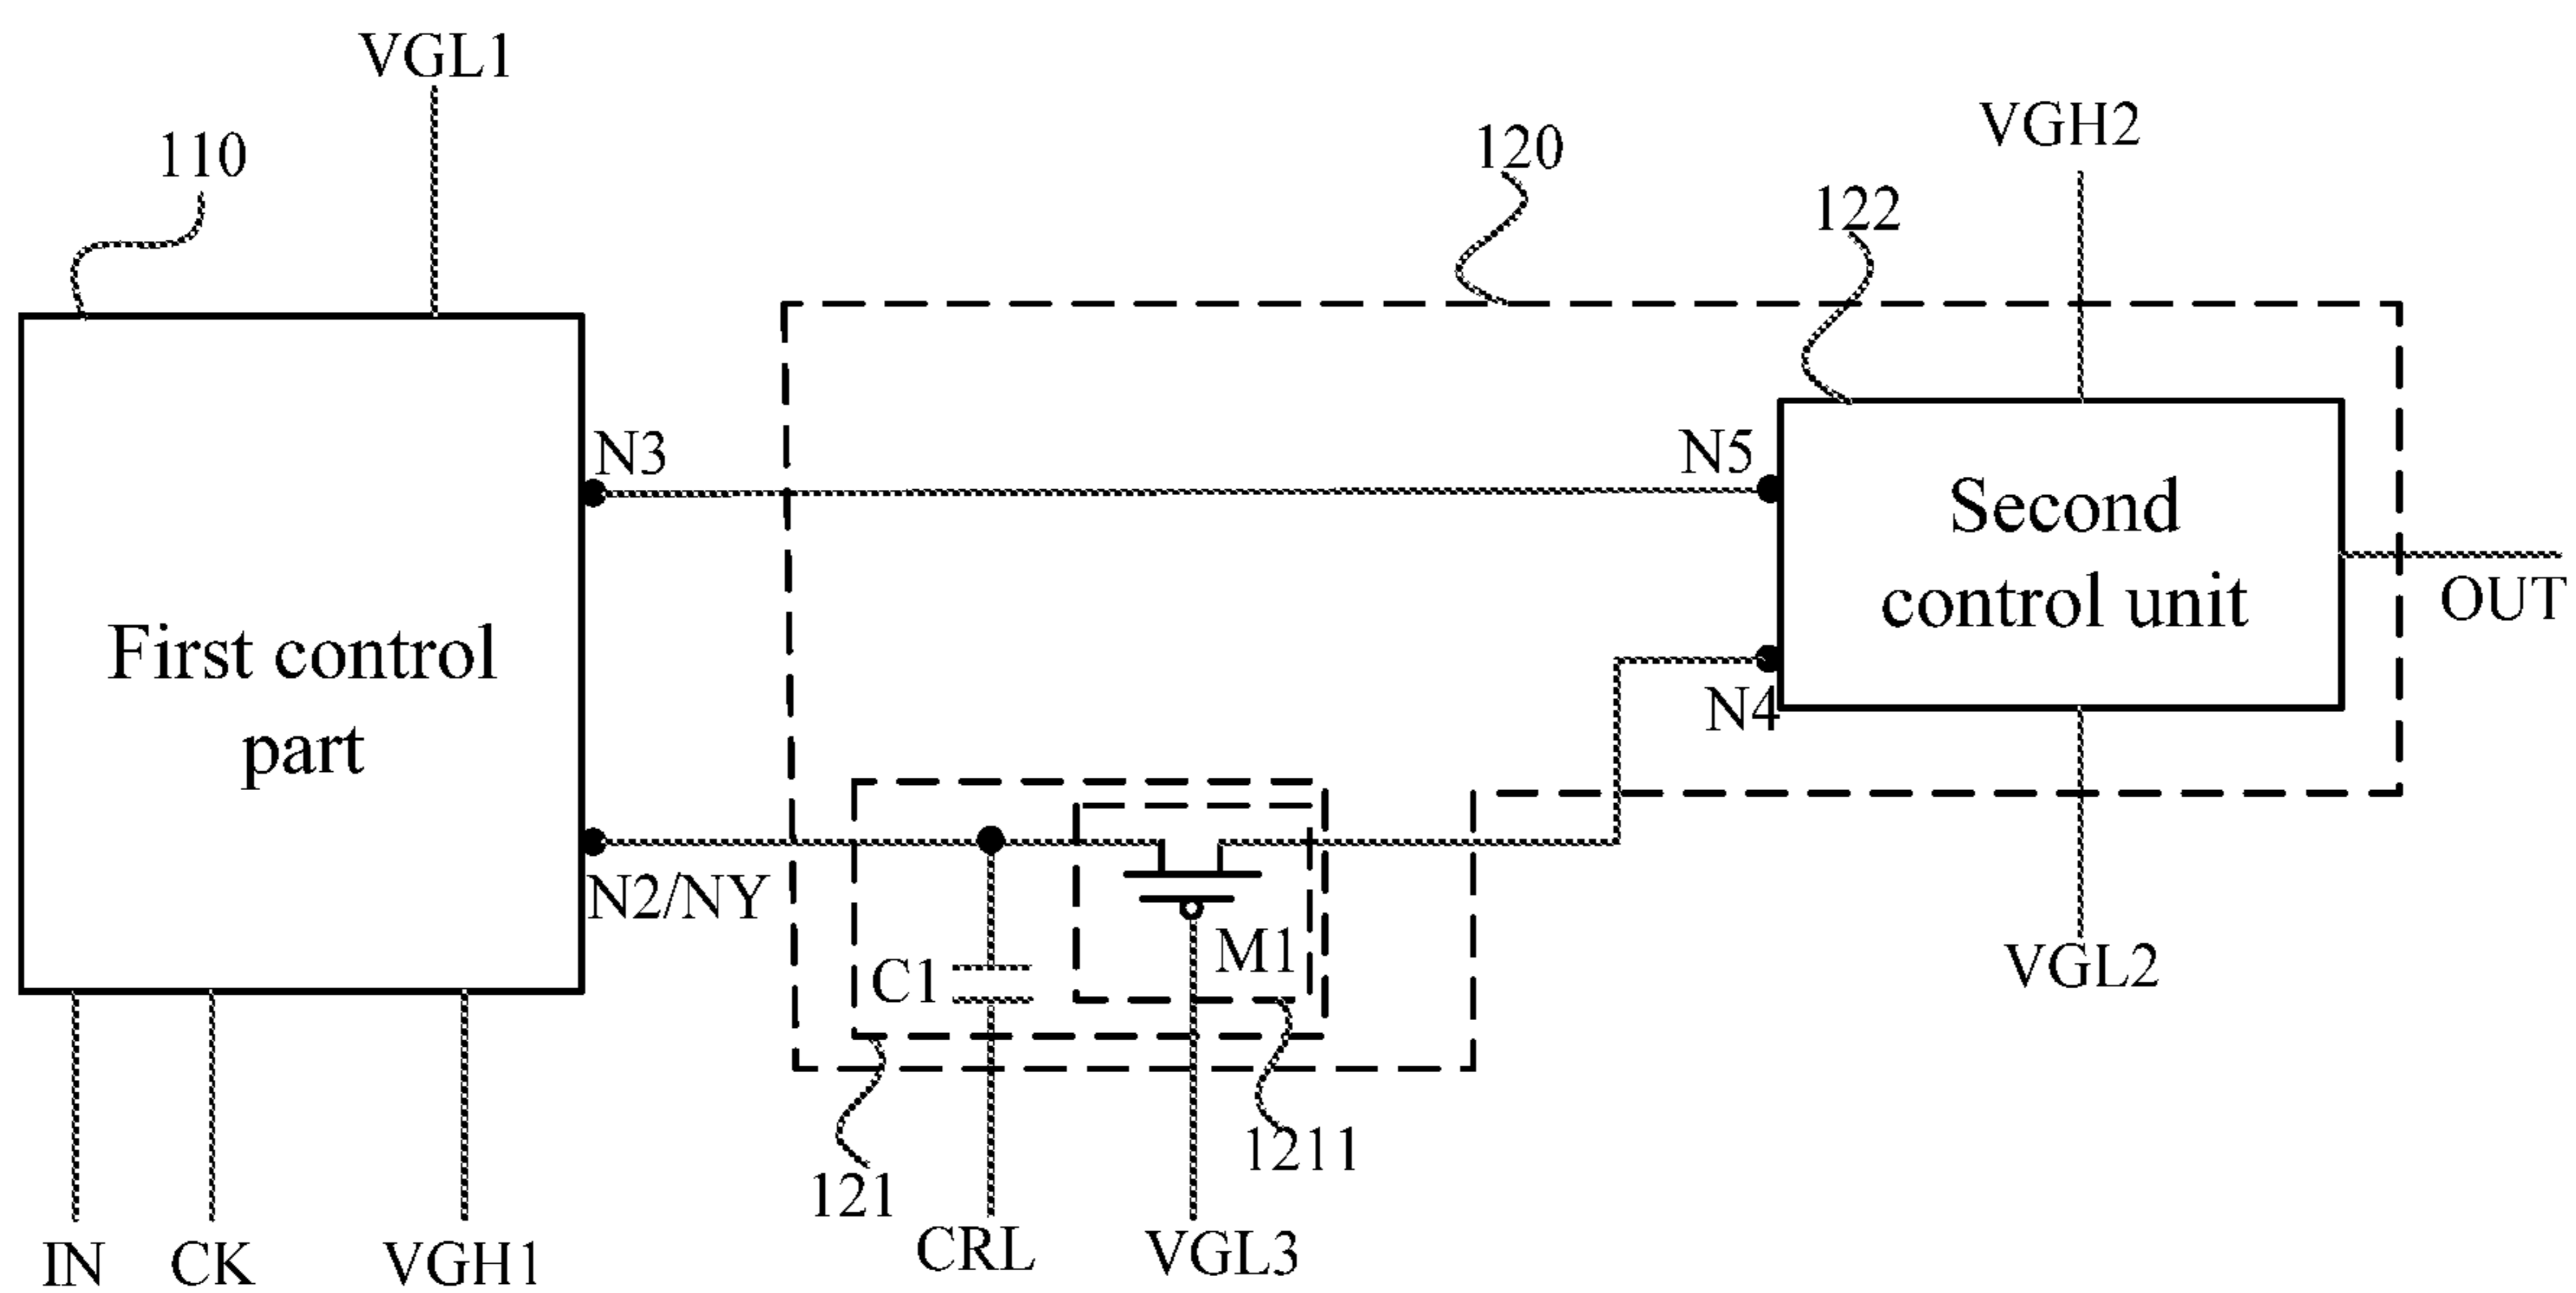 VGL1
VGH2
110
120
122
N3
N5
Second
control unit
OUT
First control
part
N4
N2/NY
C1
M1
VGL2
121
1211
IN
CK
VGH1
CRL
VGL3